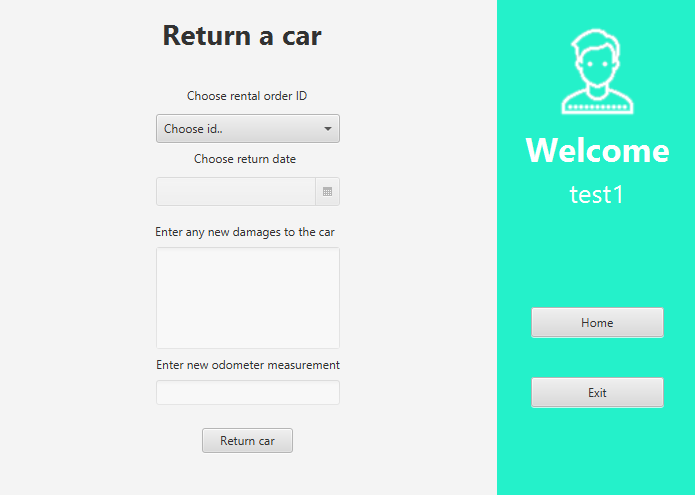 Return a car
Choose rental order ID
Choose id..
Choose return date
Enter any new damages to the car
Enter new odometer measurement
Return car
Welcome
test1
Home
Exit